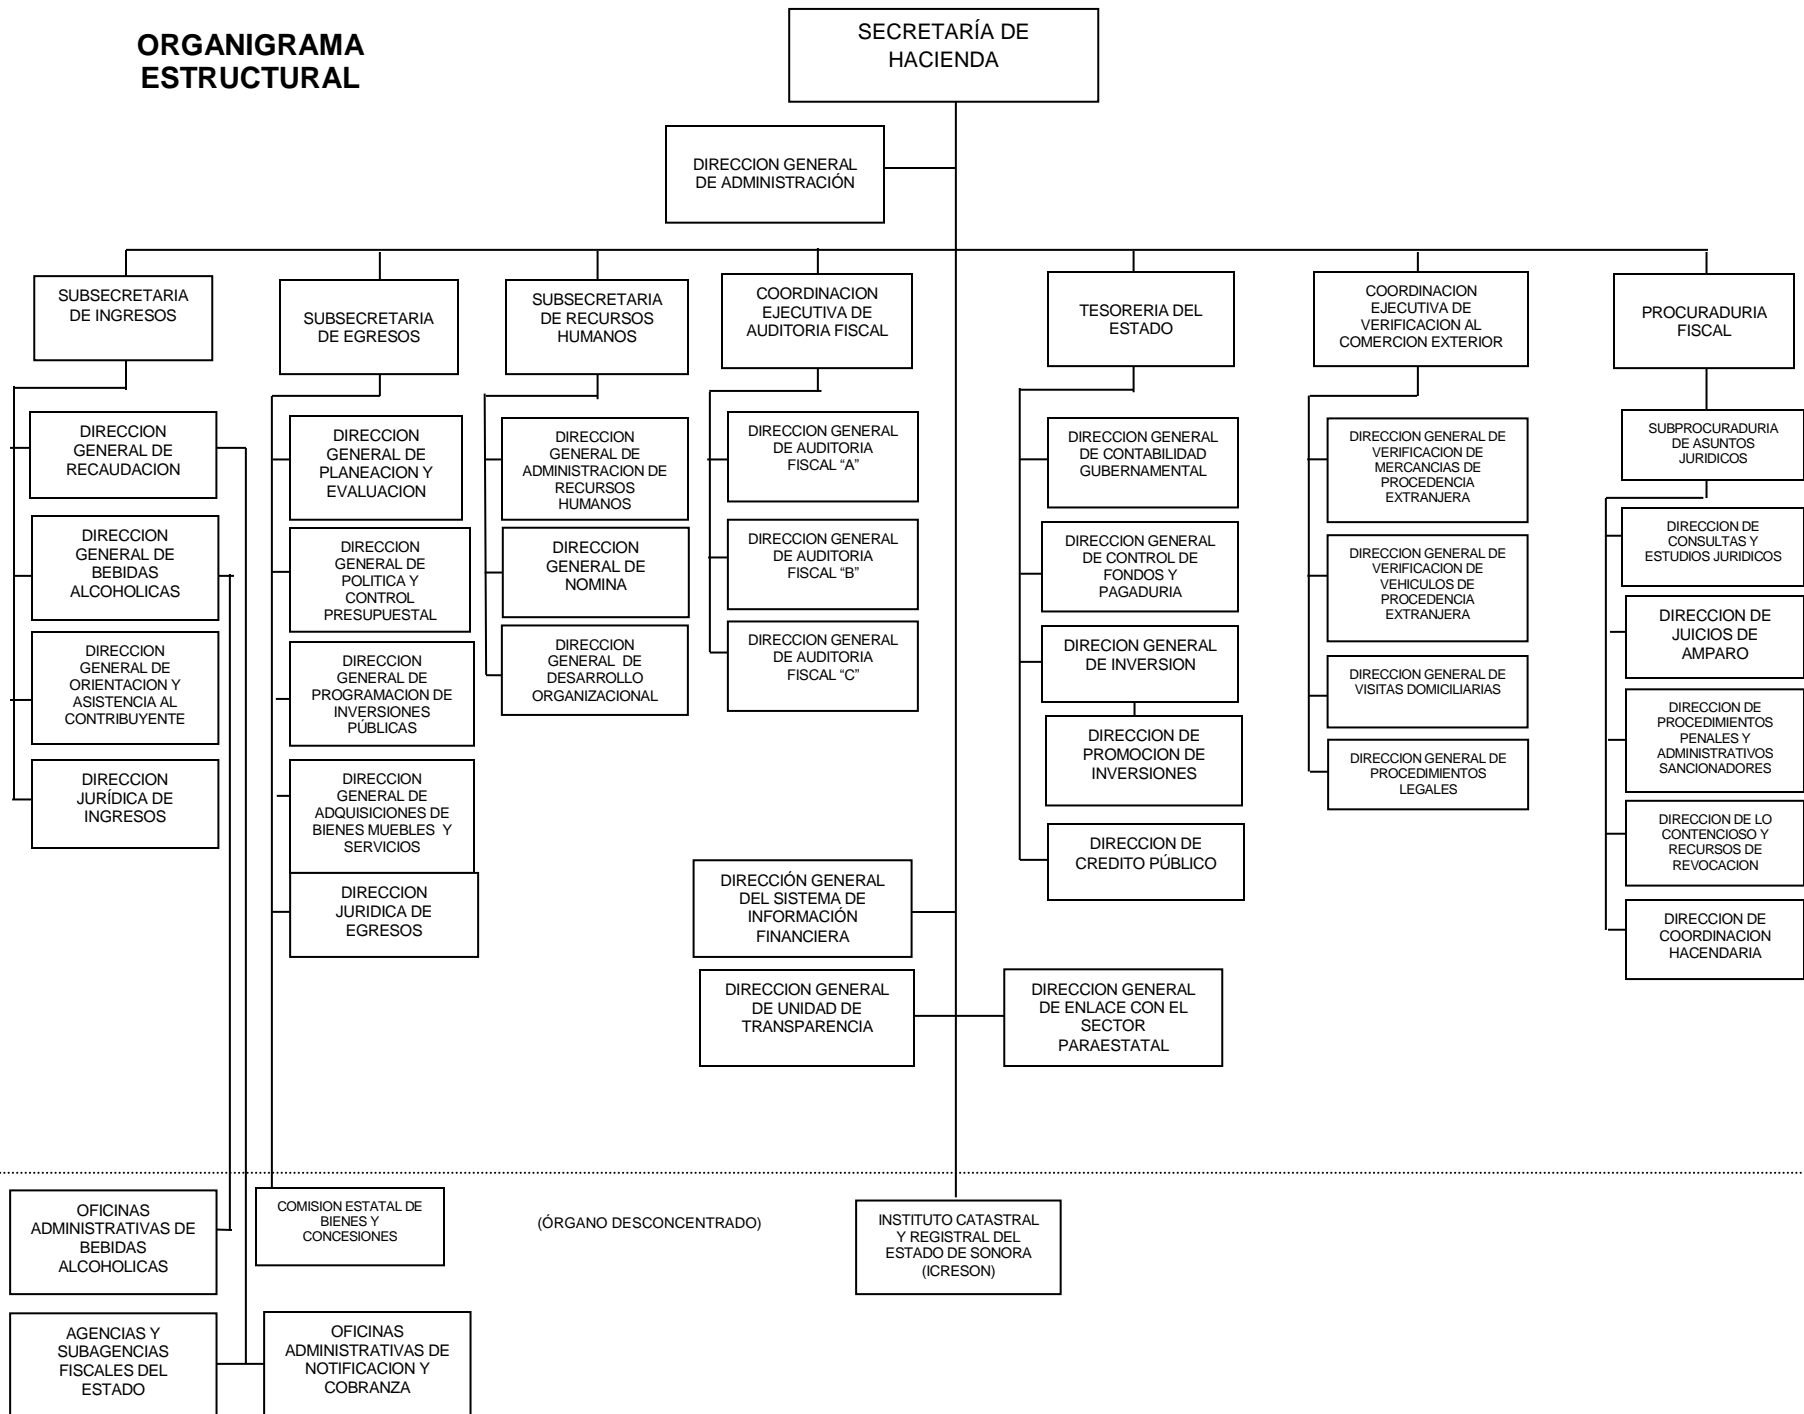 ORGANIGRAMA
ESTRUCTURAL
SECRETARÍA DE
HACIENDA
DIRECCION GENERAL
DE ADMINISTRACIÓN
SUBSECRETARIA
DE INGRESOS
SUBSECRETARIA
DE EGRESOS
SUBSECRETARIA
DE RECURSOS
HUMANOS
COORDINACION
EJECUTIVA DE
AUDITORIA FISCAL
TESORERIA DEL
ESTADO
COORDINACION
EJECUTIVA DE
VERIFICACION AL
COMERCION EXTERIOR
PROCURADURIA
FISCAL
DIRECCION
GENERAL DE
RECAUDACION
DIRECCION
GENERAL DE
BEBIDAS
ALCOHOLICAS
DIRECCION
GENERAL DE
ORIENTACION Y
ASISTENCIA AL
CONTRIBUYENTE
DIRECCION
JURÍDICA DE
INGRESOS
DIRECCION
GENERAL DE
PLANEACION Y
EVALUACION
DIRECCION
GENERAL DE
POLITICA Y
CONTROL
PRESUPUESTAL
DIRECCION
GENERAL DE
PROGRAMACION DE
INVERSIONES
PÚBLICAS
DIRECCION
GENERAL DE
ADQUISICIONES DE
BIENES MUEBLES Y
SERVICIOS
DIRECCION
JURIDICA DE
EGRESOS
DIRECCION
GENERAL DE
ADMINISTRACION DE
RECURSOS
HUMANOS
DIRECCION
GENERAL DE
NOMINA
DIRECCION
GENERAL DE
DESARROLLO
ORGANIZACIONAL
DIRECCION GENERAL
DE AUDITORIA
FISCAL “A”
DIRECCION GENERAL
DE AUDITORIA
FISCAL “B”
DIRECCION GENERAL
DE AUDITORIA
FISCAL “C”
DIRECCION GENERAL
DE CONTABILIDAD
GUBERNAMENTAL
DIRECCION GENERAL
DE CONTROL DE
FONDOS Y
PAGADURIA
DIRECION GENERAL
DE INVERSION
DIRECCION DE
PROMOCION DE
INVERSIONES
DIRECCION DE
CREDITO PÚBLICO
DIRECCION GENERAL DE
VERIFICACION DE
MERCANCIAS DE
PROCEDENCIA
EXTRANJERA
DIRECCION GENERAL DE
VERIFICACION DE
VEHICULOS DE
PROCEDENCIA
EXTRANJERA
DIRECCION GENERAL DE
VISITAS DOMICILIARIAS
DIRECCION GENERAL DE
PROCEDIMIENTOS
LEGALES
SUBPROCURADURIA
DE ASUNTOS
JURIDICOS
DIRECCION DE
CONSULTAS Y
ESTUDIOS JURIDICOS
DIRECCION DE
JUICIOS DE
AMPARO
DIRECCION DE
PROCEDIMIENTOS
PENALES Y
ADMINISTRATIVOS
SANCIONADORES
DIRECCION DE LO
CONTENCIOSO Y
RECURSOS DE
REVOCACION
DIRECCION DE
COORDINACION
HACENDARIA
DIRECCIÓN GENERAL
DEL SISTEMA DE
INFORMACIÓN
FINANCIERA
DIRECCION GENERAL
DE UNIDAD DE
TRANSPARENCIA
DIRECCION GENERAL
DE ENLACE CON EL
SECTOR
PARAESTATAL
OFICINAS
ADMINISTRATIVAS DE
BEBIDAS
ALCOHOLICAS
COMISION ESTATAL DE
BIENES Y
CONCESIONES
(ÓRGANO DESCONCENTRADO)
INSTITUTO CATASTRAL
Y REGISTRAL DEL
ESTADO DE SONORA
(ICRESON)
AGENCIAS Y
SUBAGENCIAS
FISCALES DEL
ESTADO
OFICINAS
ADMINISTRATIVAS DE
NOTIFICACION Y
COBRANZA